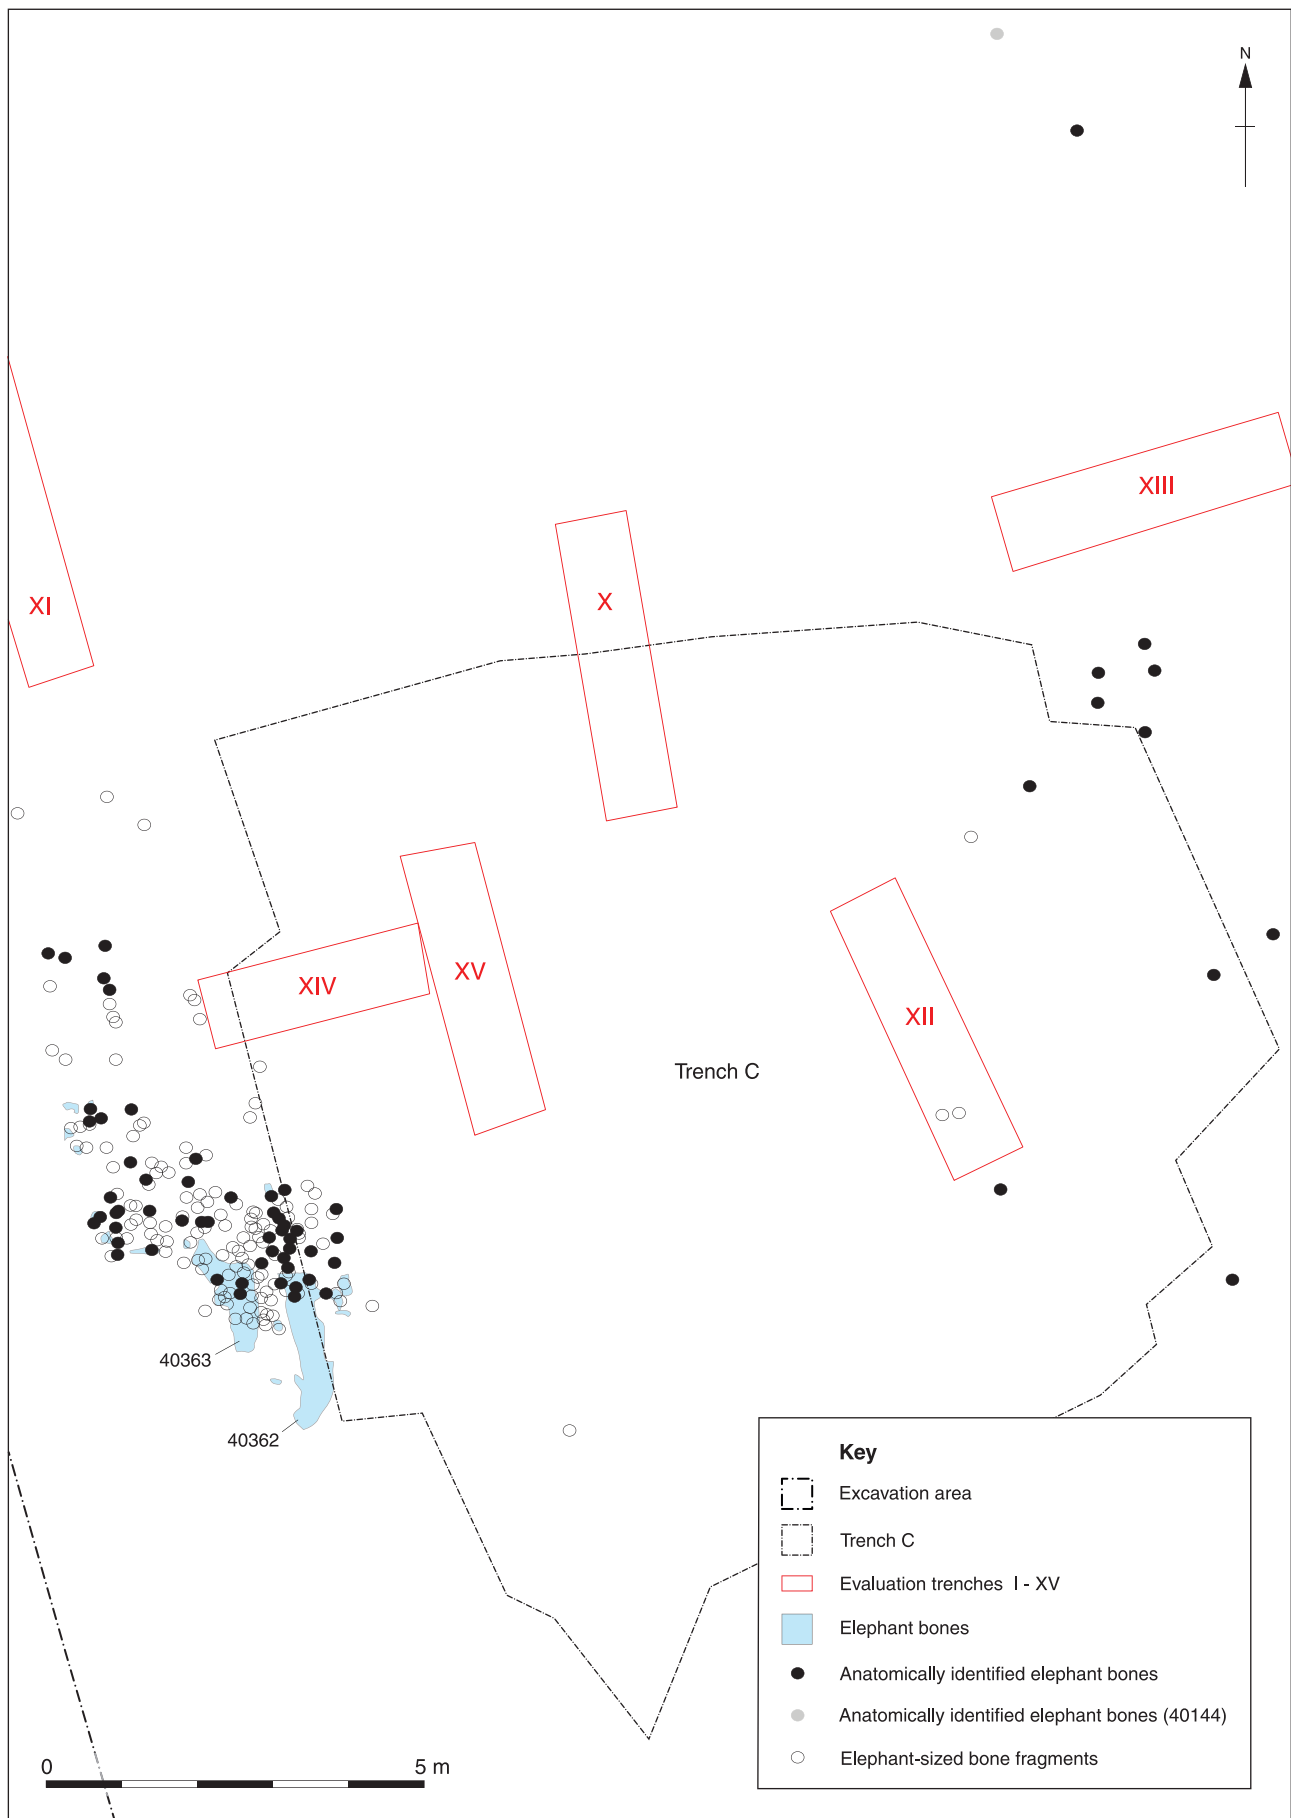 N
XIII
XI
X
XIV
XV
XII
Trench C
40363
40362
Key
Excavation area
Trench C
Evaluation trenches I - XV
Elephant bones
Anatomically identified elephant bones
Anatomically identified elephant bones (40144)
Elephant-sized bone fragments
0 5 m